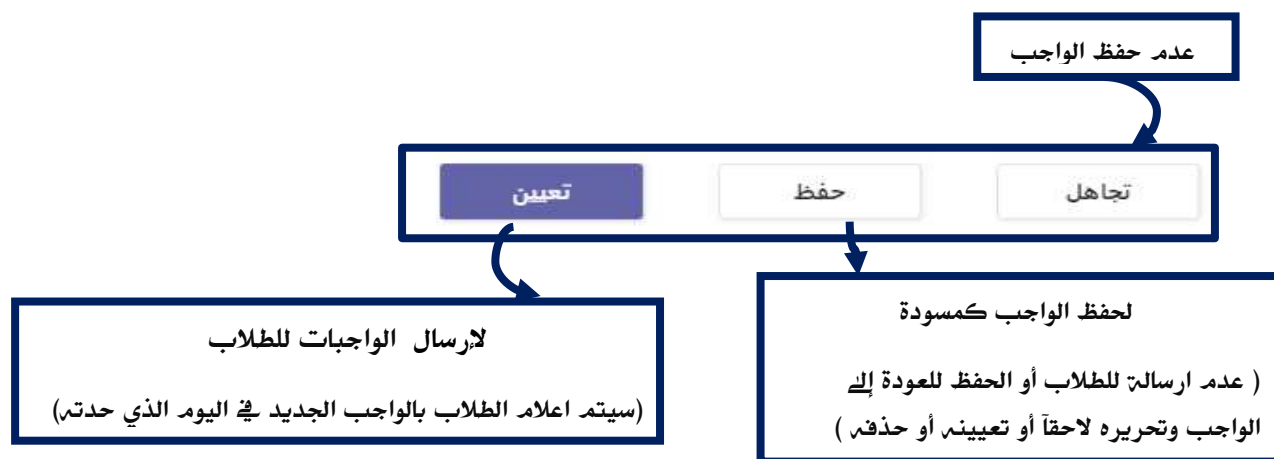 عدم حفظ الواجب
تجاهل
حفظ
تعيين
لحفظ الواجب كمسودة
( عدم ارسالة للطلاب أو الحفظ للعودة إلى
الواجب وتحريره لاحقآ أو تعيينه أو حذفه )
لإرسال الواجبات للطلاب
(سيتم اعلام الطلاب بالواجب الجديد في اليوم الذي حدته)